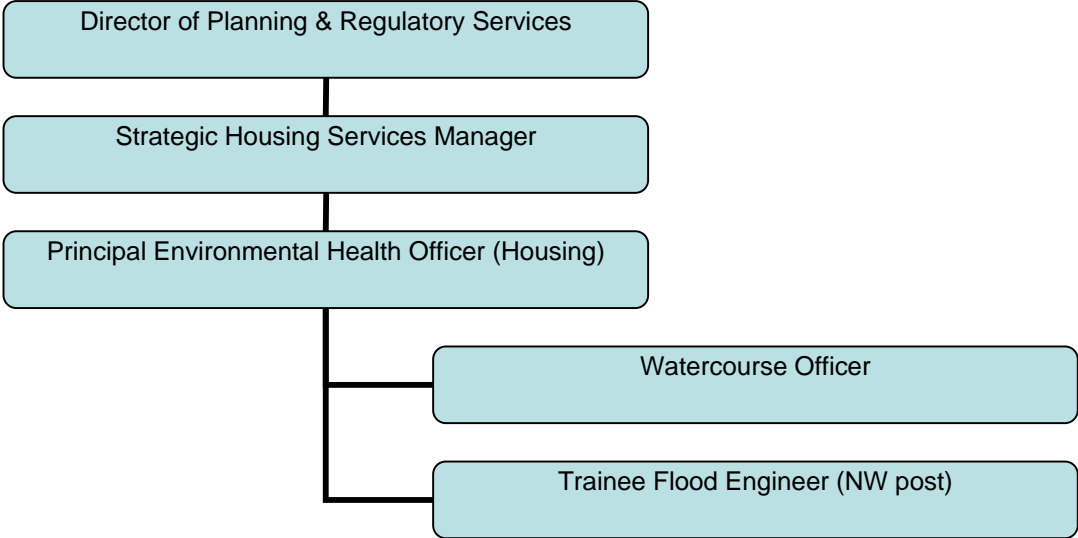 Director of Planning & Regulatory Services
Strategic Housing Services Manager
Principal Environmental Health Officer (Housing)
Watercourse Officer
Trainee Flood Engineer (NW post)